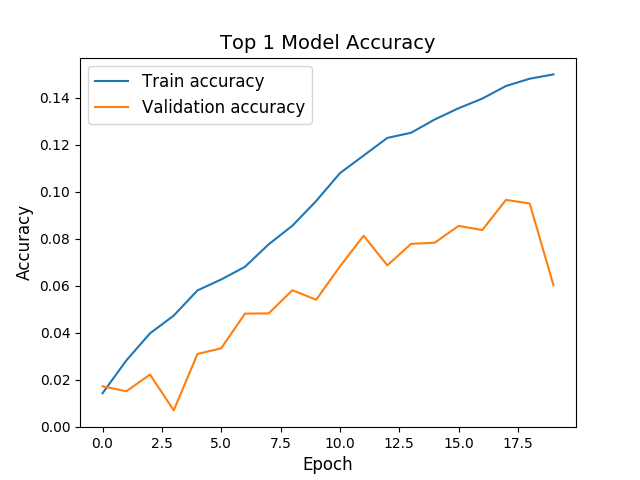 Top 1 Model Accuracy
Train accuracy
Validation accuracy
0.14
0.12
0.10
0.08
0.06
0.04
0.02
0.00
Accuracy
0.0 2.5 5.0 7.5 10.0 12.5 15.0 17.5
Epoch